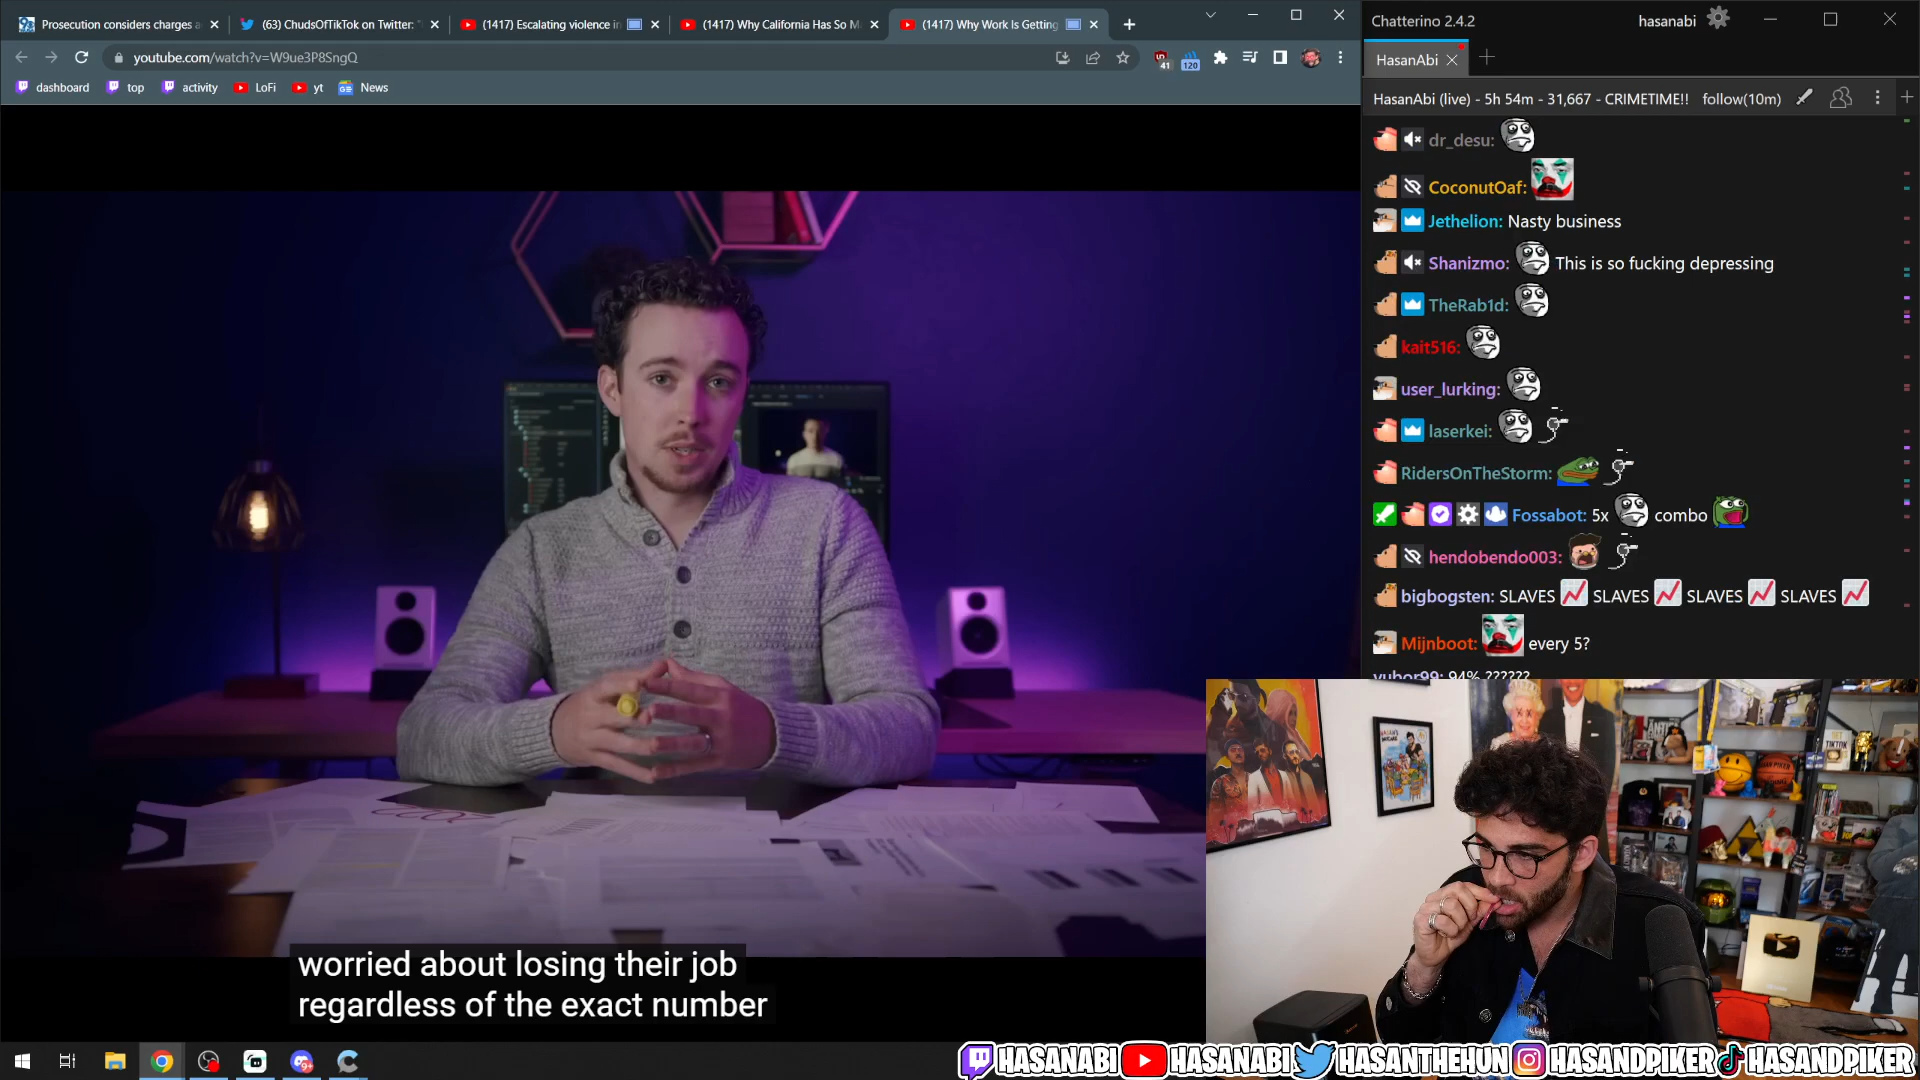 Prosecution considers charges a
(63) ChudsOfTikTok on Twitter: "
(1417) Escalating violence in
(1417) Why California Has So M
(1417) Why Work Is Getting
youtube.com/watch?v=W9ue3P8SngQ
41
120
dashboard
top
activity
LoFi
yt
News
Chatterino 2.4.2
hasanabi
HasanAbi
HasanAbi (live) - 5h 54m - 31,667 - CRIMETIME!! follow(10m)
dr_desu:
CoconutOaf:
Jethelion: Nasty business
Shanizmo: This is so fucking depressing
TheRab1d:
kait516:
user_lurking:
laserkei:
RidersOnTheStorm:
Fossabot: 5x combo
hendobendo003:
bigbogsten: SLAVES SLAVES SLAVES SLAVES
Mijnboot: every 5?
yubor99: 94% ??????
worried about losing their job
regardless of the exact number
HASANABI HASANABI HASANTHEHUN HASANDPIKER HASANDPIKER